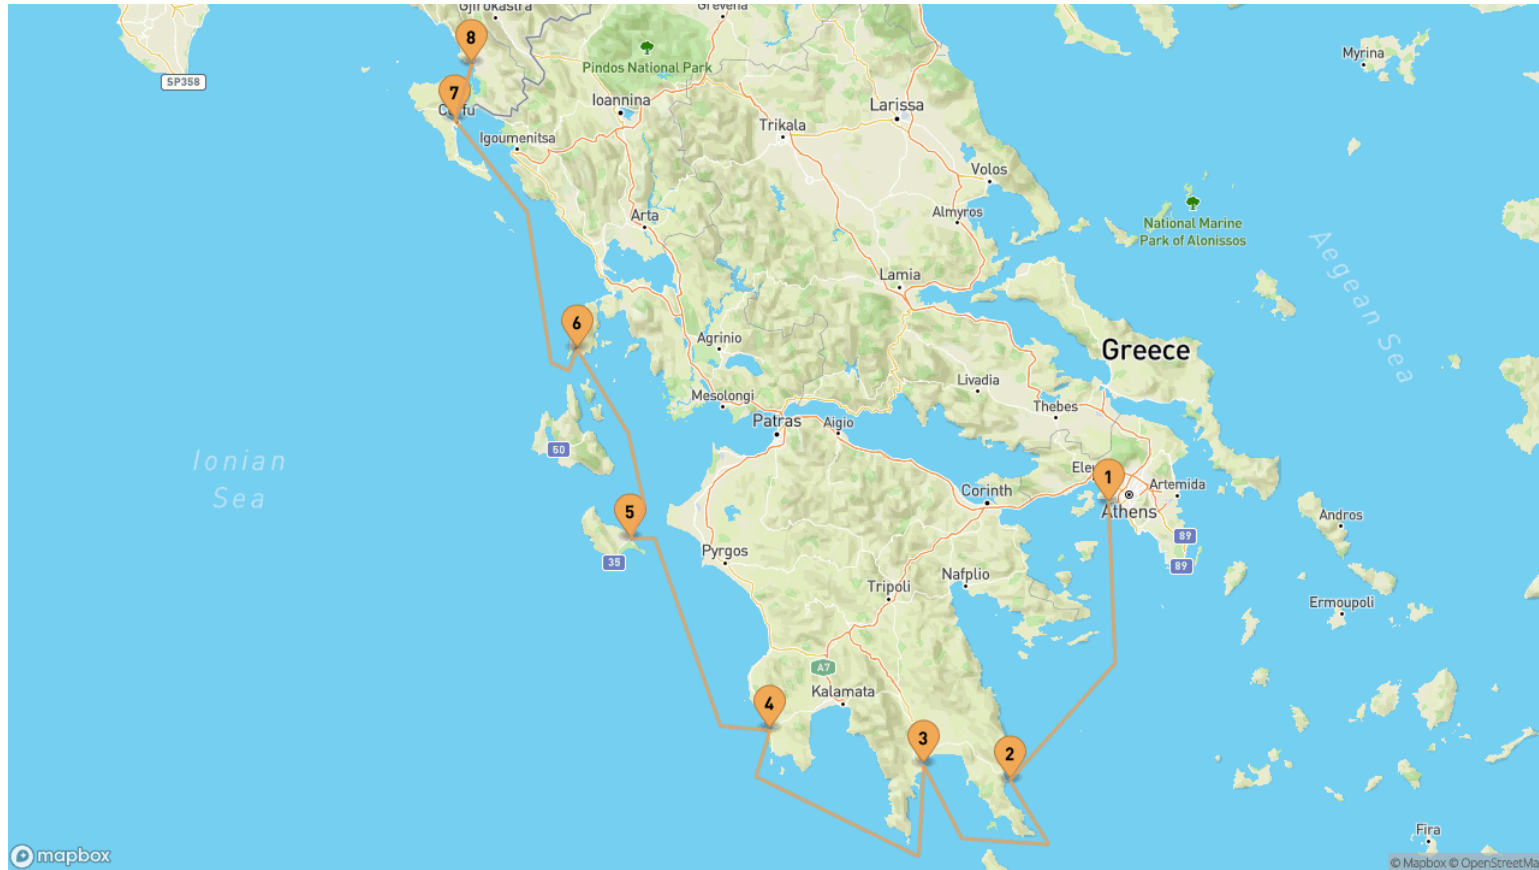 Gjirokastra
Grevena
8
Myrina
SP358
Pindos National Park
7
Ioannina
Larissa
Igoumenitsa
Trikala
Volos
National Marine
Park of Alonissos
Arta
Almyros
Aegean Sea
Lamia
6
Agrinio
Greece
Livadia
Mesolongi
Thebes
Patras
Aigio
50
Ionian
Sea
1
Artemida
Corinth
Athens
5
Andros
89
35
Pyrgos
89
Nafplio
Tripoli
Ermoupoli
A7
Kalamata
4
3
2
Fira
mapbox
© Mapbox © OpenStreetMa